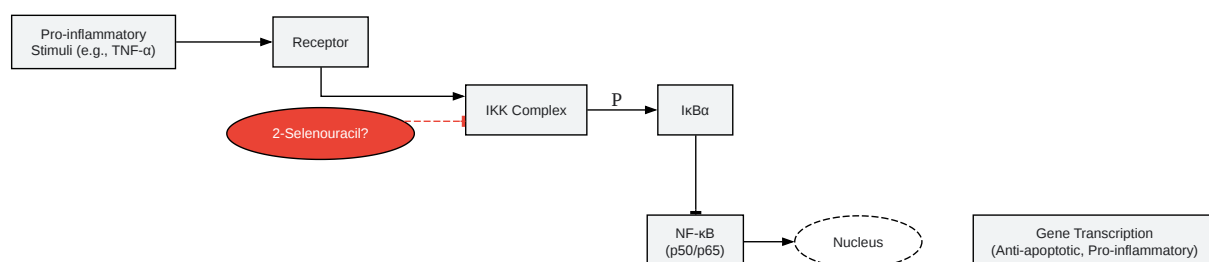 Pro-inflammatory
Stimuli (e.g., TNF-α)
Receptor
IKK Complex
P
IκBα
2-Selenouracil?
NF-κB
(p50/p65)
Nucleus
Gene Transcription
(Anti-apoptotic, Pro-inflammatory)